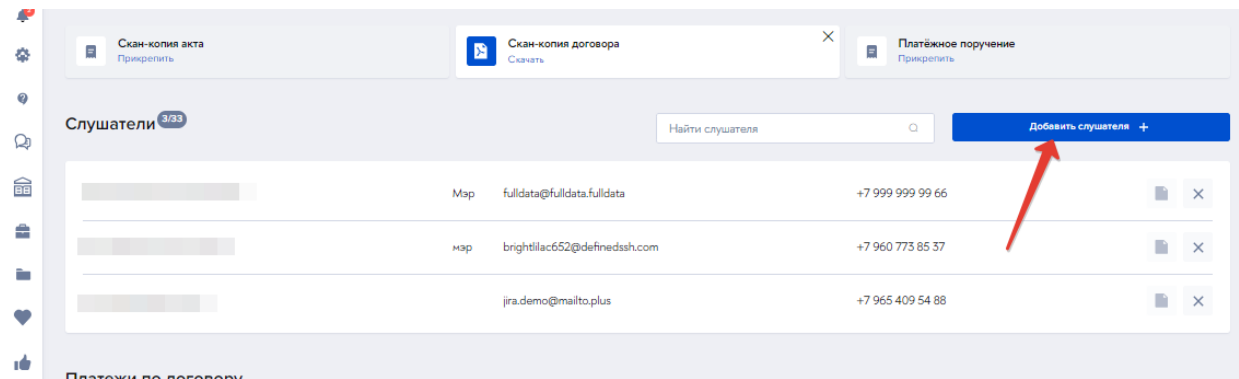 Скан-копия акта
Прикрепить
Скан-копия договора
Скачать
Платёжное поручение
Прикрепить
Слушатели 3/33
Найти слушателя
Добавить слушателя +
Мэр fulldata@fulldata.fulldata +7 999 999 99 66
мэр brightlilac652@definedssh.com +7 960 773 85 37
jira.demo@mailto.plus +7 965 409 54 88
Платежи по договору